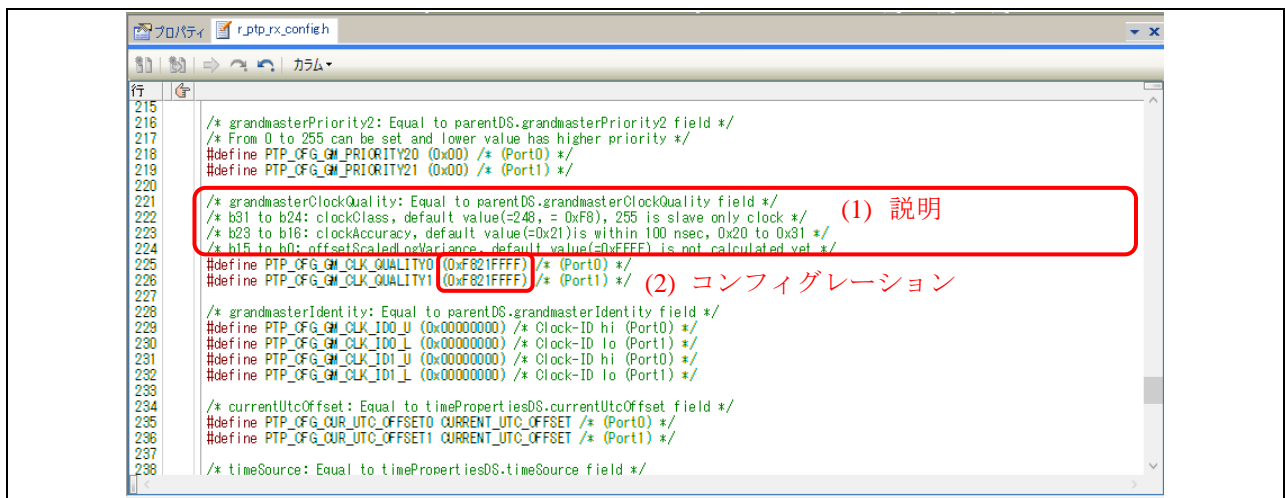 プロパティ r_ptp_rx_config.h
カラム
行
215
216 /* grandmasterPriority2: Equal to parentDS.grandmasterPriority2 field */
217 /* From 0 to 255 can be set and lower value has higher priority */
218 #define PTP_CFG_GM_PRIORITY20 (0x00) /* (Port0) */
219 #define PTP_CFG_GM_PRIORITY21 (0x00) /* (Port1) */
220
221 /* grandmasterClockQuality: Equal to parentDS.grandmasterClockQuality field */
222 /* b31 to b24: clockClass, default value(=248, = 0xF8), 255 is slave only clock */
(1) 説明
223 /* b23 to b16: clockAccuracy, default value(=0x21)is within 100 nsec, 0x20 to 0x31 */
224 /* b15 to b0: offsetScaledLogVariance, default value(=0xFFFF) is not calculated yet */
225 #define PTP_CFG_GM_CLK_QUALITY0 (0xF821FFFF) /* (Port0) */
226 #define PTP_CFG_GM_CLK_QUALITY1 (0xF821FFFF) /* (Port1) */
(2) コンフィグレーション
227
228 /* grandmasterIdentity: Equal to parentDS.grandmasterIdentity field */
229 #define PTP_CFG_GM_CLK_ID0_U (0x00000000) /* Clock-ID hi (Port0) */
230 #define PTP_CFG_GM_CLK_ID0_L (0x00000000) /* Clock-ID lo (Port1) */
231 #define PTP_CFG_GM_CLK_ID1_U (0x00000000) /* Clock-ID hi (Port0) */
232 #define PTP_CFG_GM_CLK_ID1_L (0x00000000) /* Clock-ID lo (Port1) */
233
234 /* currentUtcOffset: Equal to timePropertiesDS.currentUtcOffset field */
235 #define PTP_CFG_CUR_UTC_OFFSET0 CURRENT_UTC_OFFSET /* (Port0) */
236 #define PTP_CFG_CUR_UTC_OFFSET1 CURRENT_UTC_OFFSET /* (Port1) */
237
238 /* timeSource: Equal to timePropertiesDS.timeSource field */